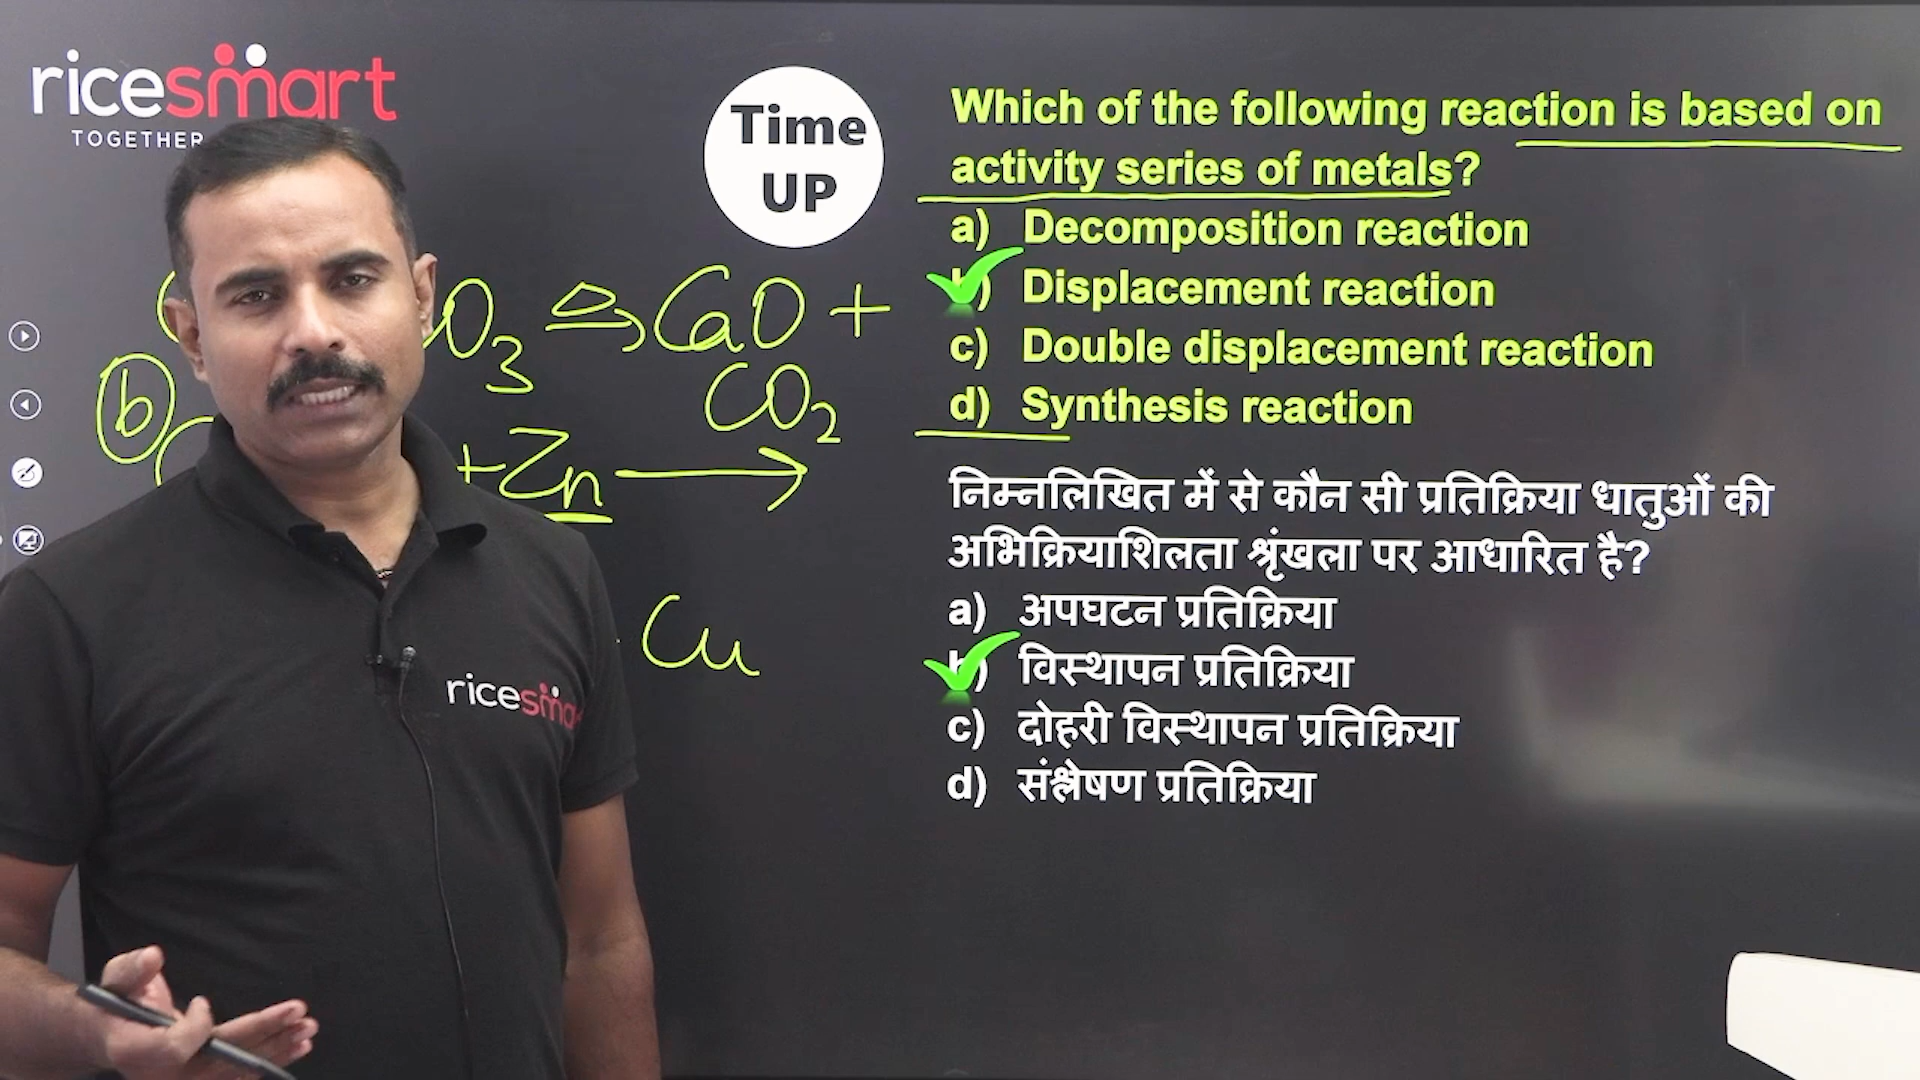 ricesmart
TOGETHER
Time
UP
Which of the following reaction is based on
activity series of metals?
a) Decomposition reaction
b) Displacement reaction
c) Double displacement reaction
d) Synthesis reaction
O3 Δ→ CaO +
CO2
b
+Zn →
Cu
निम्नलिखित में से कौन सी प्रतिक्रिया धातुओं की
अभिक्रियाशिलता श्रृंखला पर आधारित है?
a) अपघटन प्रतिक्रिया
b) विस्थापन प्रतिक्रिया
c) दोहरी विस्थापन प्रतिक्रिया
d) संश्लेषण प्रतिक्रिया
ricesma